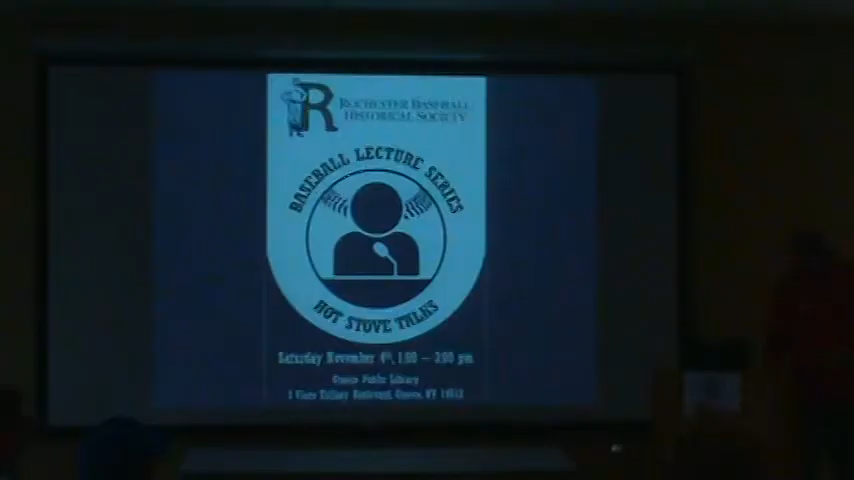 R
ROCHESTER BASEBALL
HISTORICAL SOCIETY
BASEBALL LECTURE SERIES
HOT STOVE TALKS
Saturday November 4th, 1:00 – 3:00 pm
Public Library